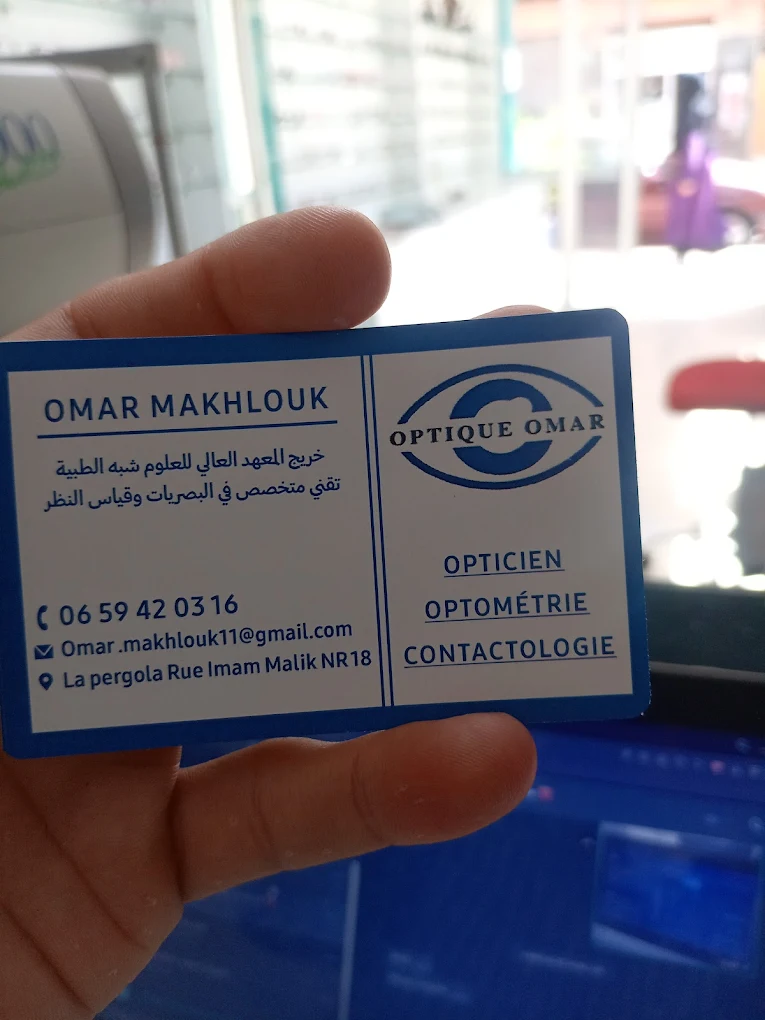 OMAR MAKHLOUK
خريج المعهد العالي للعلوم شبه الطبية
تقني متخصص في البصريات وقياس النظر
06 59 42 03 16
Omar.makhlouk11@gmail.com
La pergola Rue Imam Malik NR18
OPTIQUE OMAR
OPTICIEN
OPTOMÉTRIE
CONTACTOLOGIE